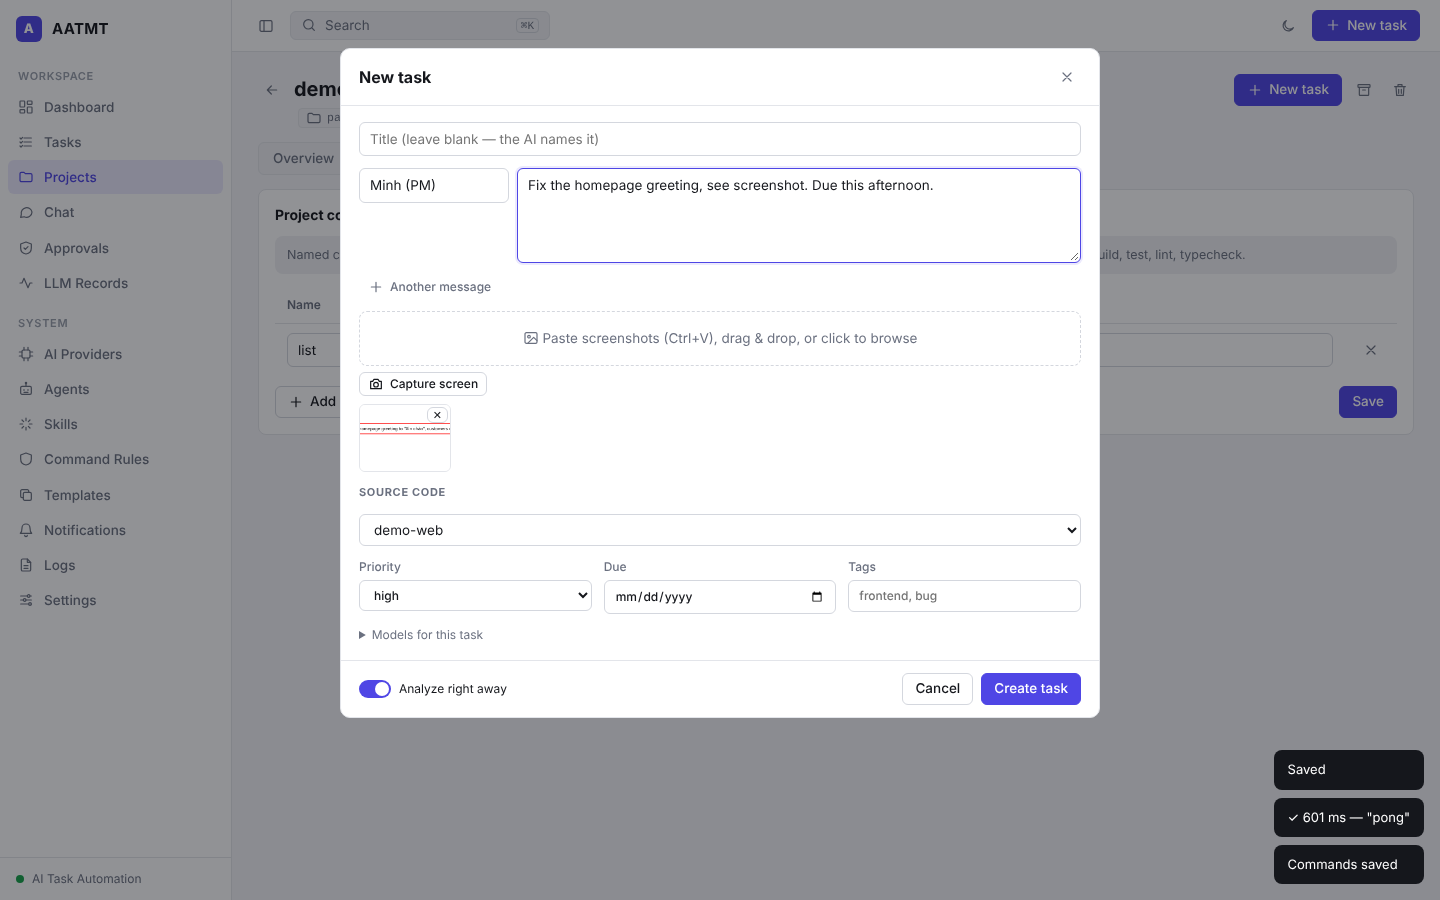 A AATMT
Search ⌘K
New task
WORKSPACE
Dashboard
Tasks
Projects
Chat
Approvals
LLM Records
SYSTEM
AI Providers
Agents
Skills
Command Rules
Templates
Notifications
Logs
Settings
AI Task Automation
New task
Overview
Project co
Named c
uild, test, lint, typecheck.
Name
list
Add
Save
New task
Title (leave blank — the AI names it)
Minh (PM)
Fix the homepage greeting, see screenshot. Due this afternoon.
Another message
Paste screenshots (Ctrl+V), drag & drop, or click to browse
Capture screen
SOURCE CODE
demo-web
Priority
Due
Tags
high
mm/dd/yyyy
frontend, bug
Models for this task
Analyze right away
Cancel
Create task
Saved
✓ 601 ms — "pong"
Commands saved